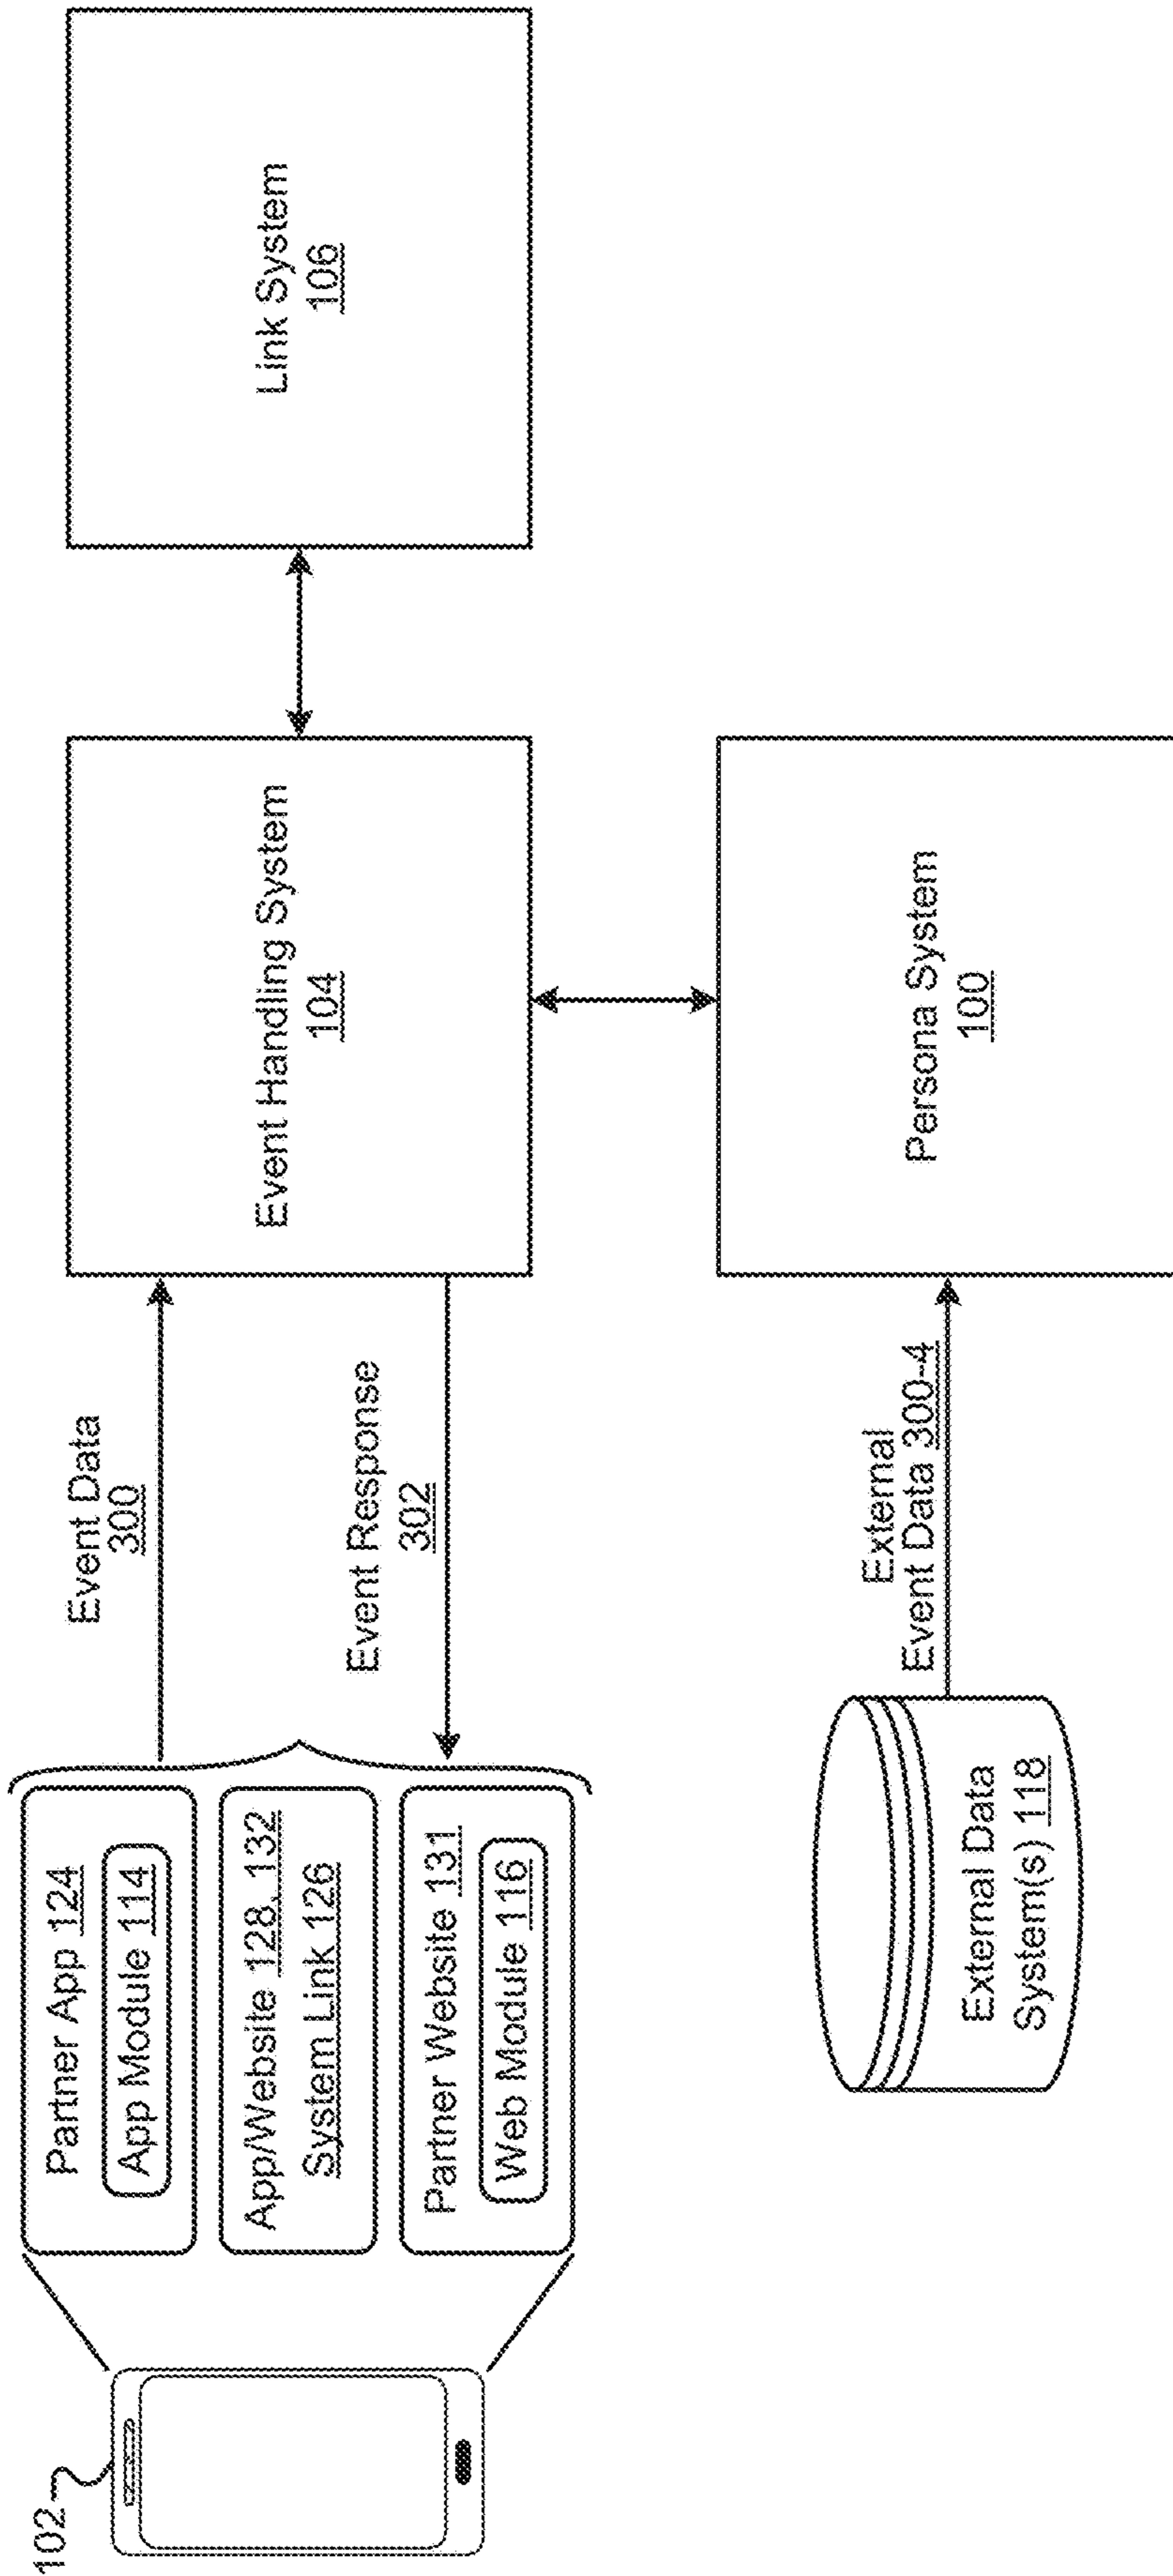 102
Partner App 124
App Module 114
App/Website 128, 132
System Link 126
Partner Website 131
Web Module 116
Event Data
300
Event Response
302
Event Handling System
104
Link System
106
External Data
System(s) 118
External
Event Data 300-4
Persona System
100